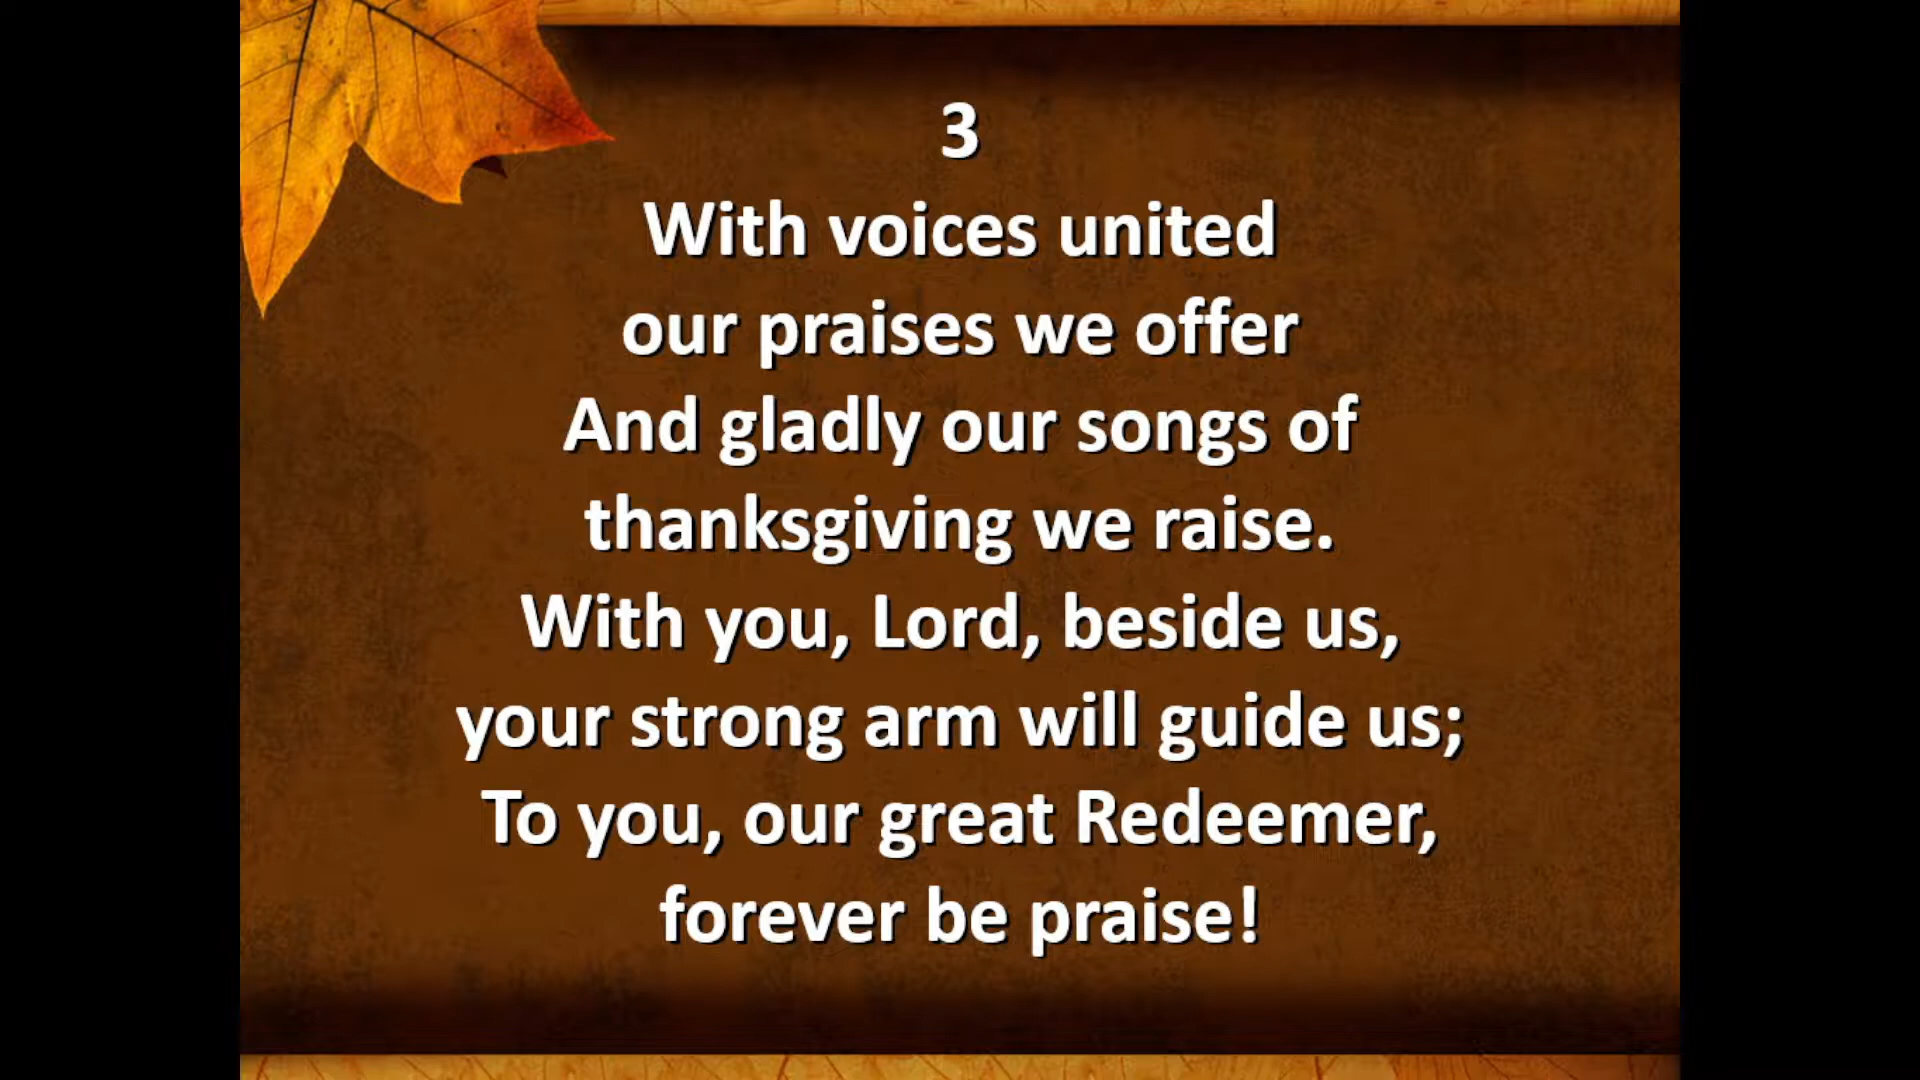 3
With voices united
our praises we offer
And gladly our songs of
thanksgiving we raise.
With you, Lord, beside us,
your strong arm will guide us;
To you, our great Redeemer,
forever be praise!